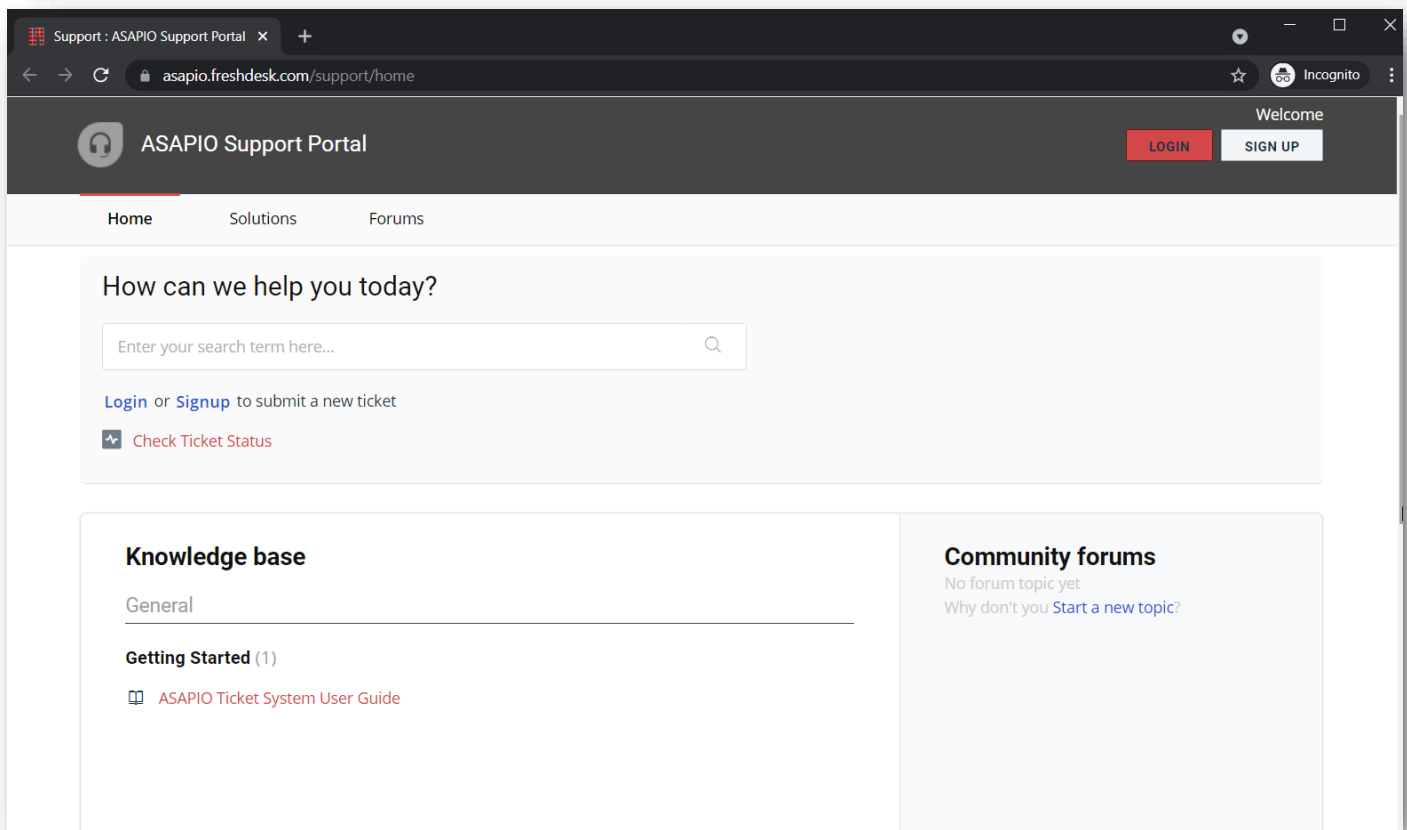 Support : ASAPIO Support Portal
asapio.freshdesk.com/support/home
Incognito
Welcome
ASAPIO Support Portal
LOGIN
SIGN UP
Home
Solutions
Forums
How can we help you today?
Enter your search term here...
Login or Signup to submit a new ticket
Check Ticket Status
Knowledge base
General
Getting Started (1)
ASAPIO Ticket System User Guide
Community forums
No forum topic yet
Why don't you Start a new topic?